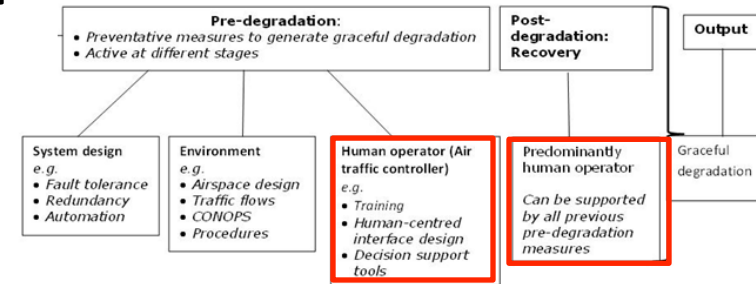 Pre-degradation:
• Preventative measures to generate graceful degradation
• Active at different stages
Post-
degradation:
Recovery
Output
System design
e.g.
• Fault tolerance
• Redundancy
• Automation
Environment
e.g.
• Airspace design
• Traffic flows
• CONOPS
• Procedures
Human operator (Air
traffic controller)
e.g.
• Training
• Human-centred
interface design
• Decision support
tools
Predominantly
human operator
Can be supported
by all previous
pre-degradation
measures
Graceful
degradation